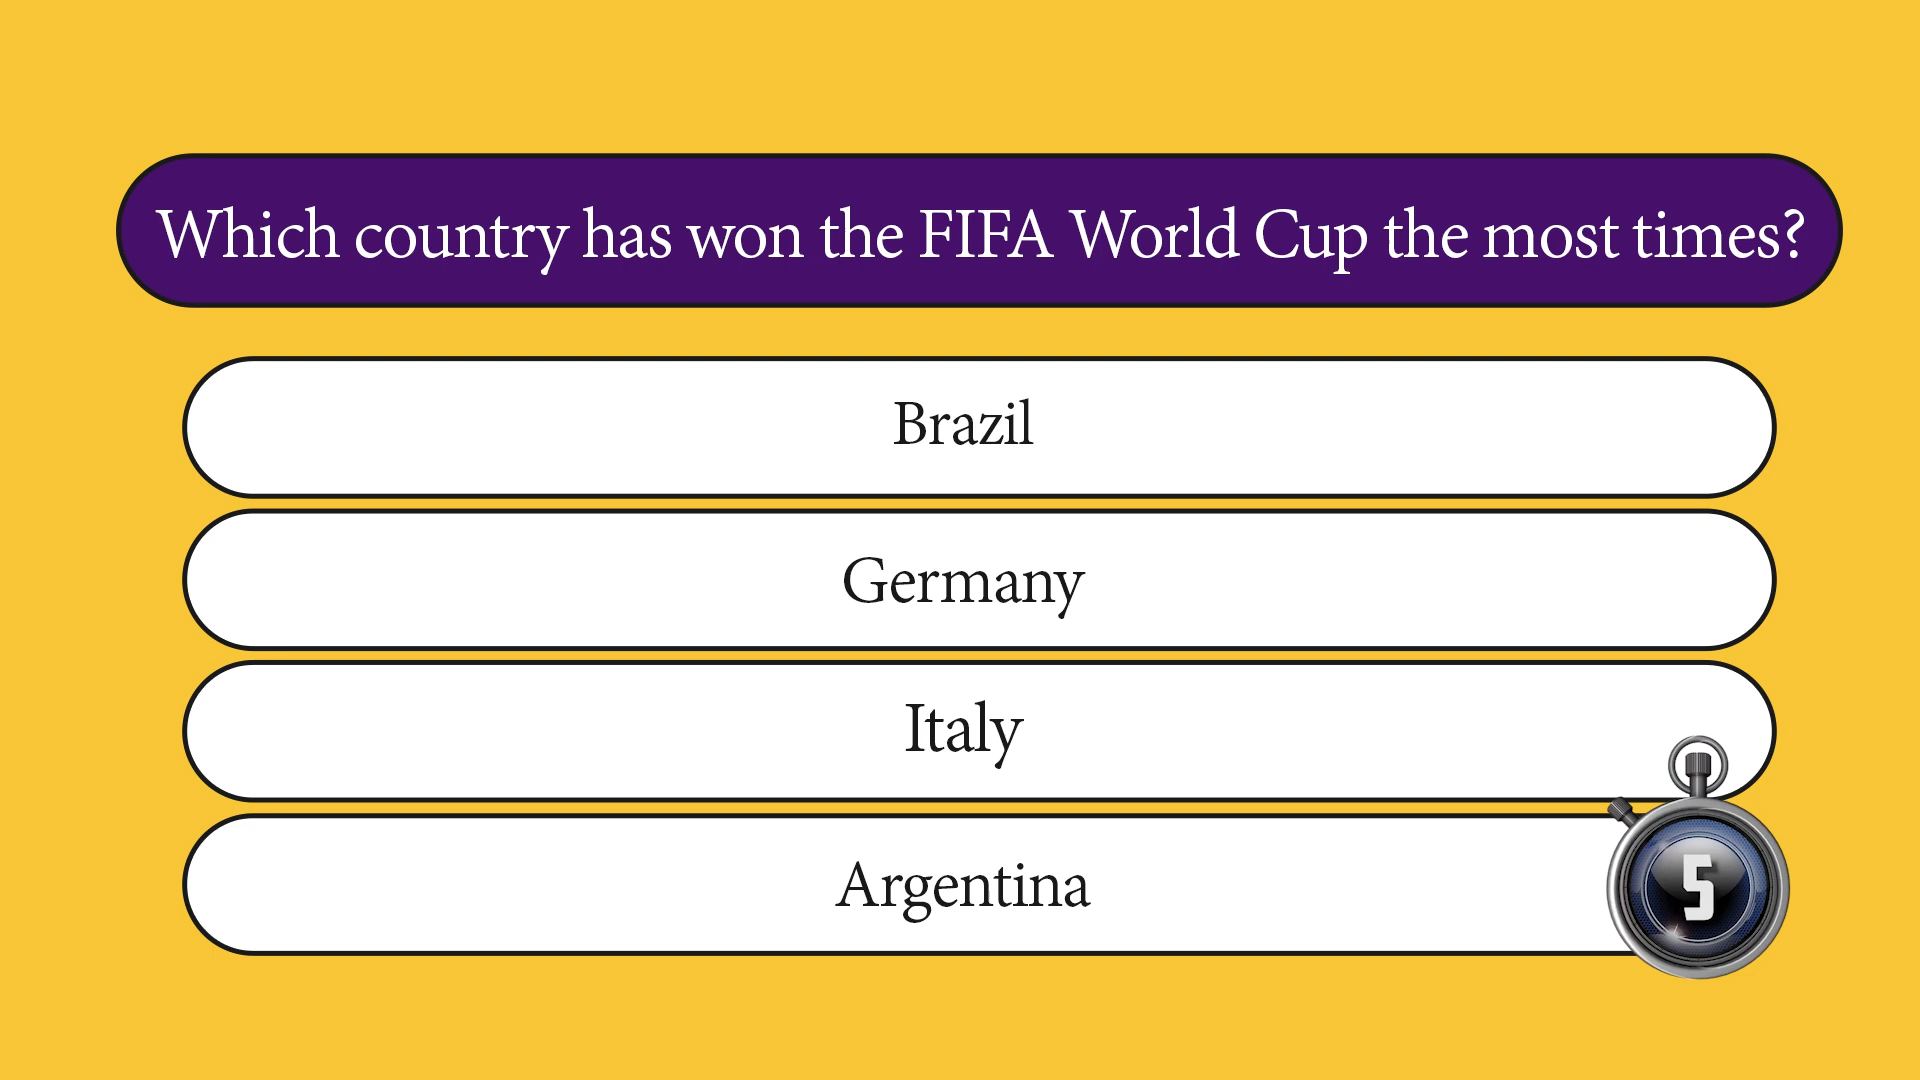 Which country has won the FIFA World Cup the most times?
Brazil
Germany
Italy
Argentina
5